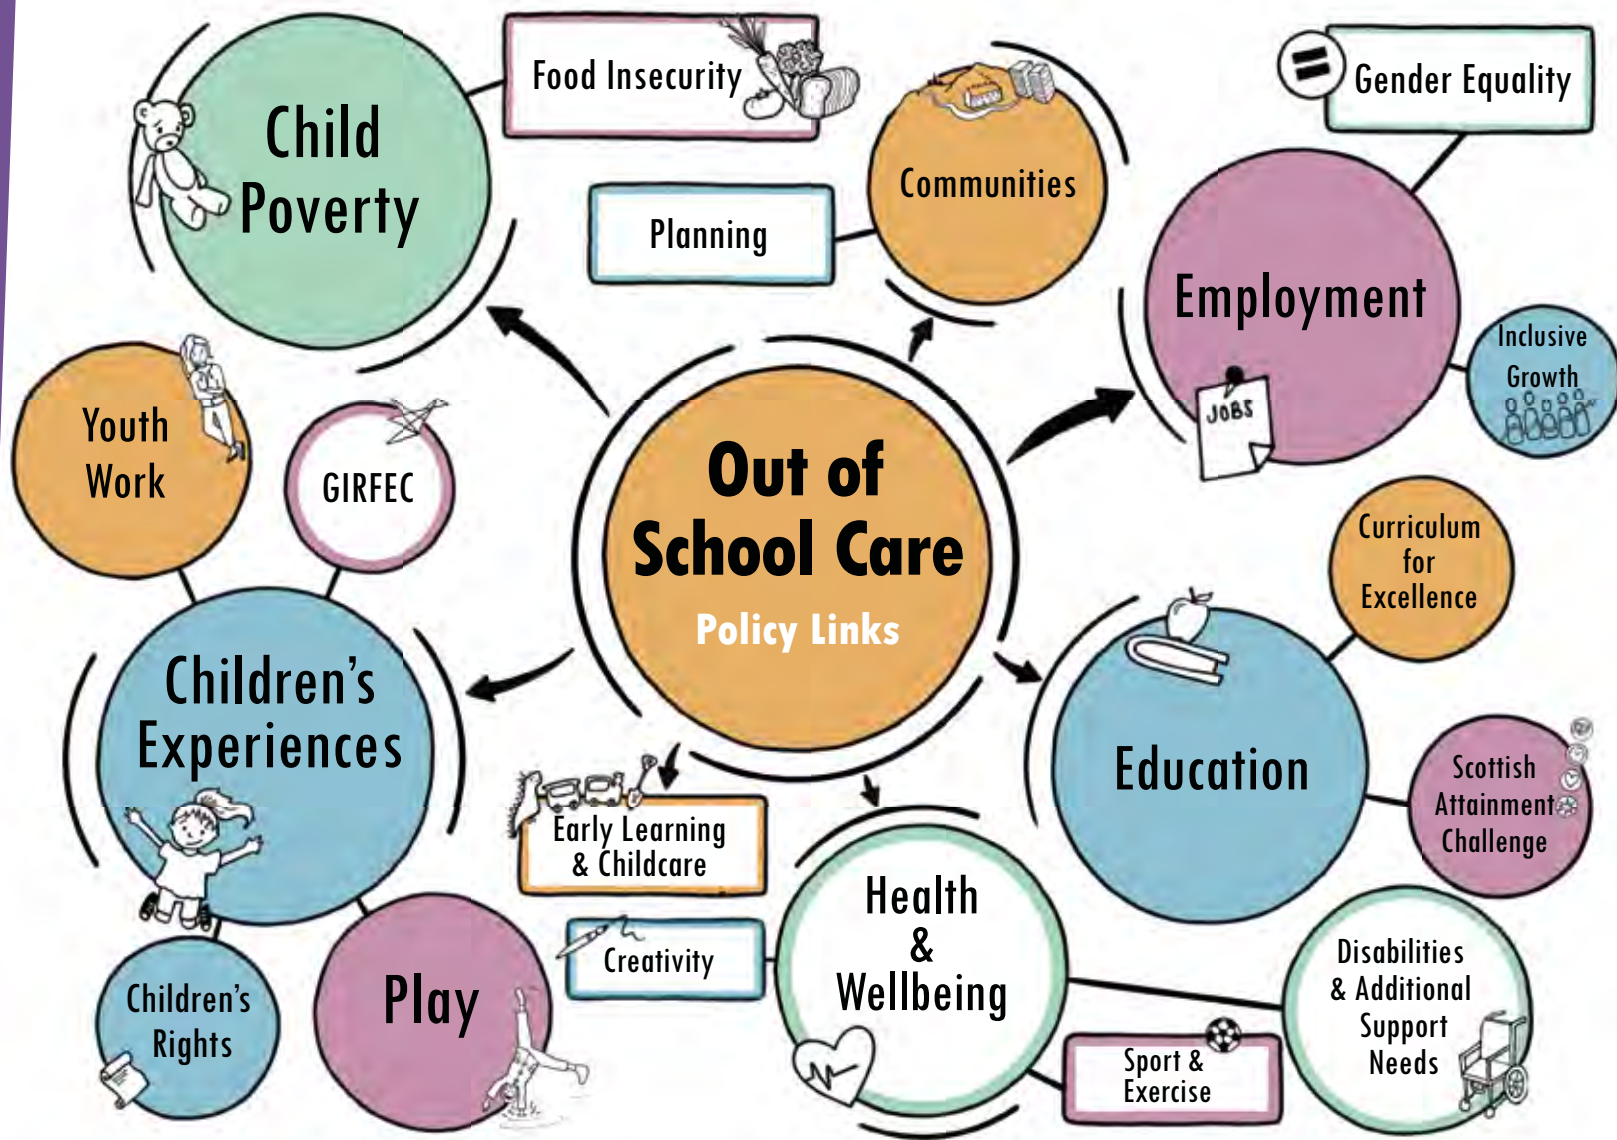 Child
Poverty
Food Insecurity
Planning
Communities
Gender Equality
Employment
JOBS
Inclusive
Growth
Youth
Work
GIRFEC
Out of
School Care
Policy Links
Curriculum
for
Excellence
Children's
Experiences
Education
Scottish
Attainment
Challenge
Early Learning
& Childcare
Creativity
Health
&
Wellbeing
Children's
Rights
Play
Sport &
Exercise
Disabilities
& Additional
Support
Needs